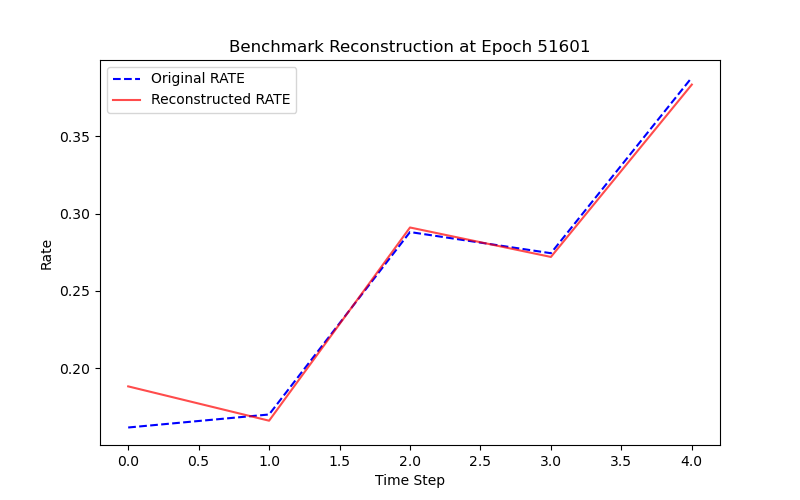 Benchmark Reconstruction at Epoch 51601
Original RATE
Reconstructed RATE
Rate
0.35
0.30
0.25
0.20
0.0 0.5 1.0 1.5 2.0 2.5 3.0 3.5 4.0
Time Step